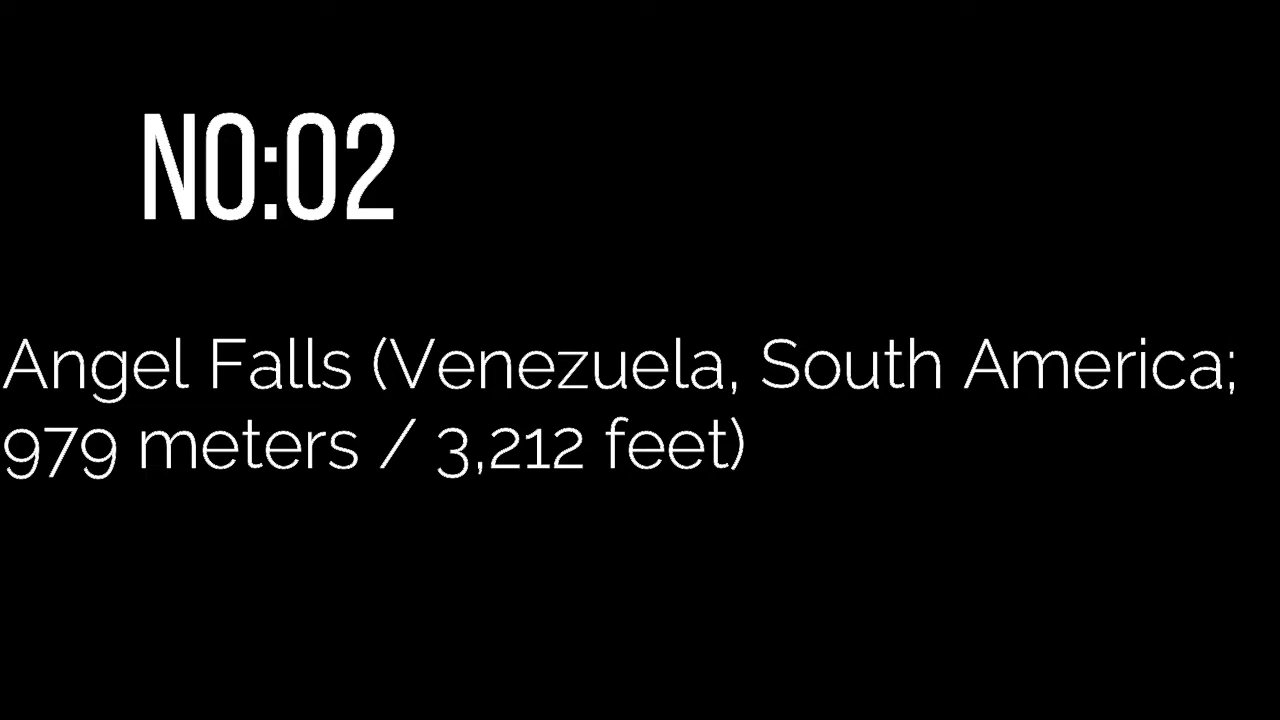 NO:02
Angel Falls (Venezuela, South America;
979 meters / 3,212 feet)